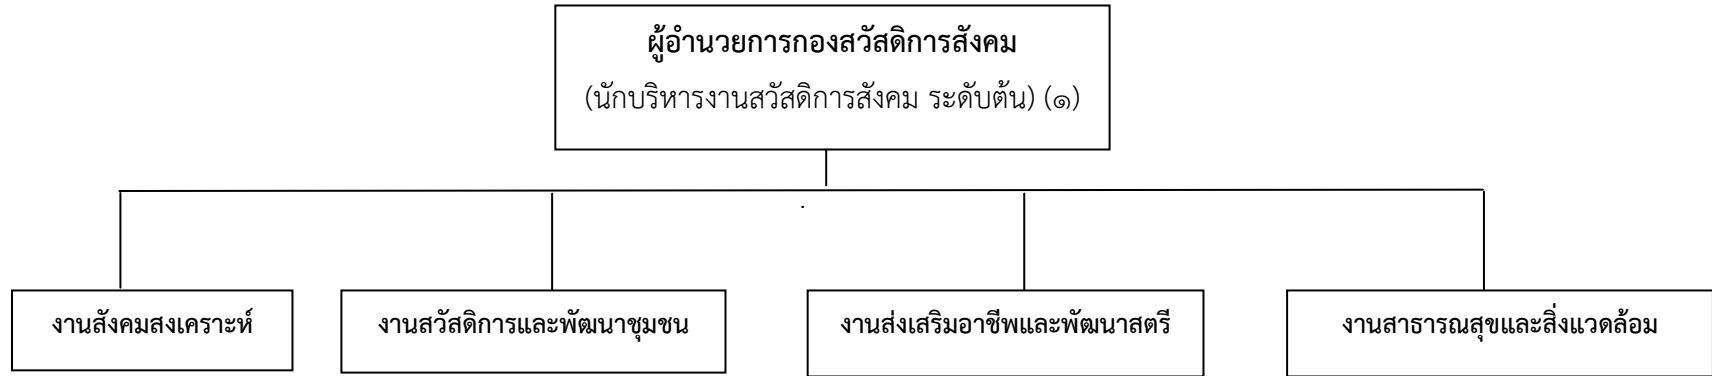 ผู้อำนวยการกองสวัสดิการสังคม
(นักบริหารงานสวัสดิการสังคม ระดับต้น) (๑)
งานสังคมสงเคราะห์
งานสวัสดิการและพัฒนาชุมชน
งานส่งเสริมอาชีพและพัฒนาสตรี
งานสาธารณสุขและสิ่งแวดล้อม